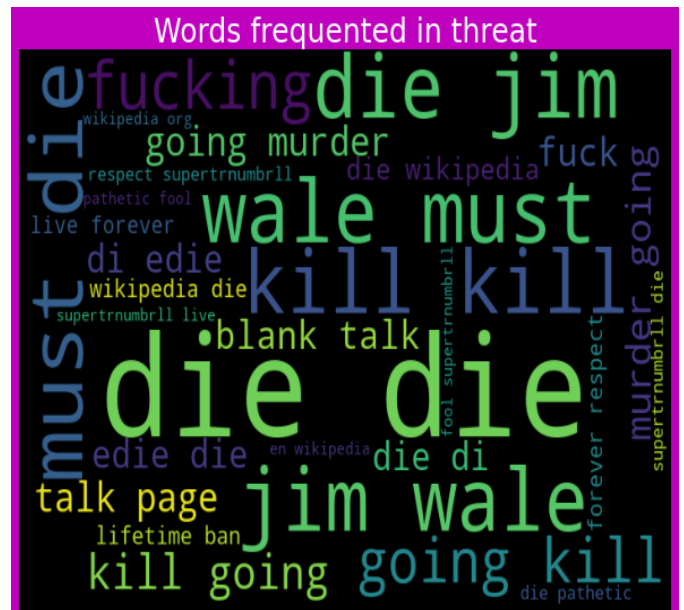 Words frequented in threat
must die
fucking
die jim
wikipedia org
going murder
fuck
respect supertrnumbrll
die wikipedia
pathetic fool
live forever
wale must
murder going
di edie
kill kill
wikipedia die
supertrnumbrll live
blank talk
die die
fool supertrnumbrll
forever respect
supertrnumbrll die
edie die
en wikipedia
die di
talk page
jim wale
lifetime ban
kill going
going kill
die pathetic